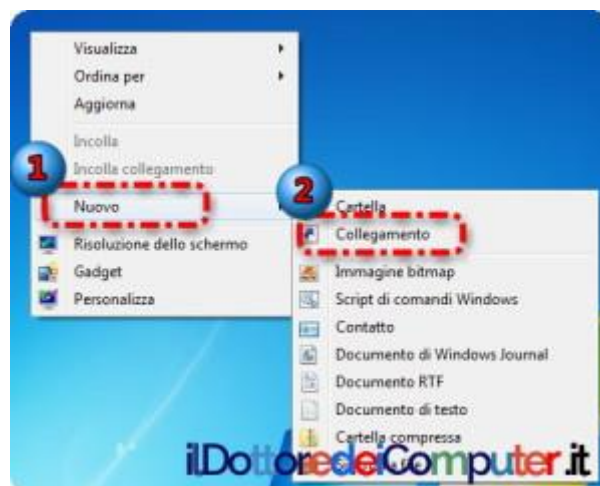 Visualizza
Ordina per
Aggiorna
Incolla
Incolla collegamento
1
Nuovo
Risoluzione dello schermo
Gadget
Personalizza
2
Cartella
Collegamento
Immagine bitmap
Script di comandi Windows
Contatto
Documento di Windows Journal
Documento RTF
Documento di testo
Cartella compressa
ilDottoredeiComputer.it